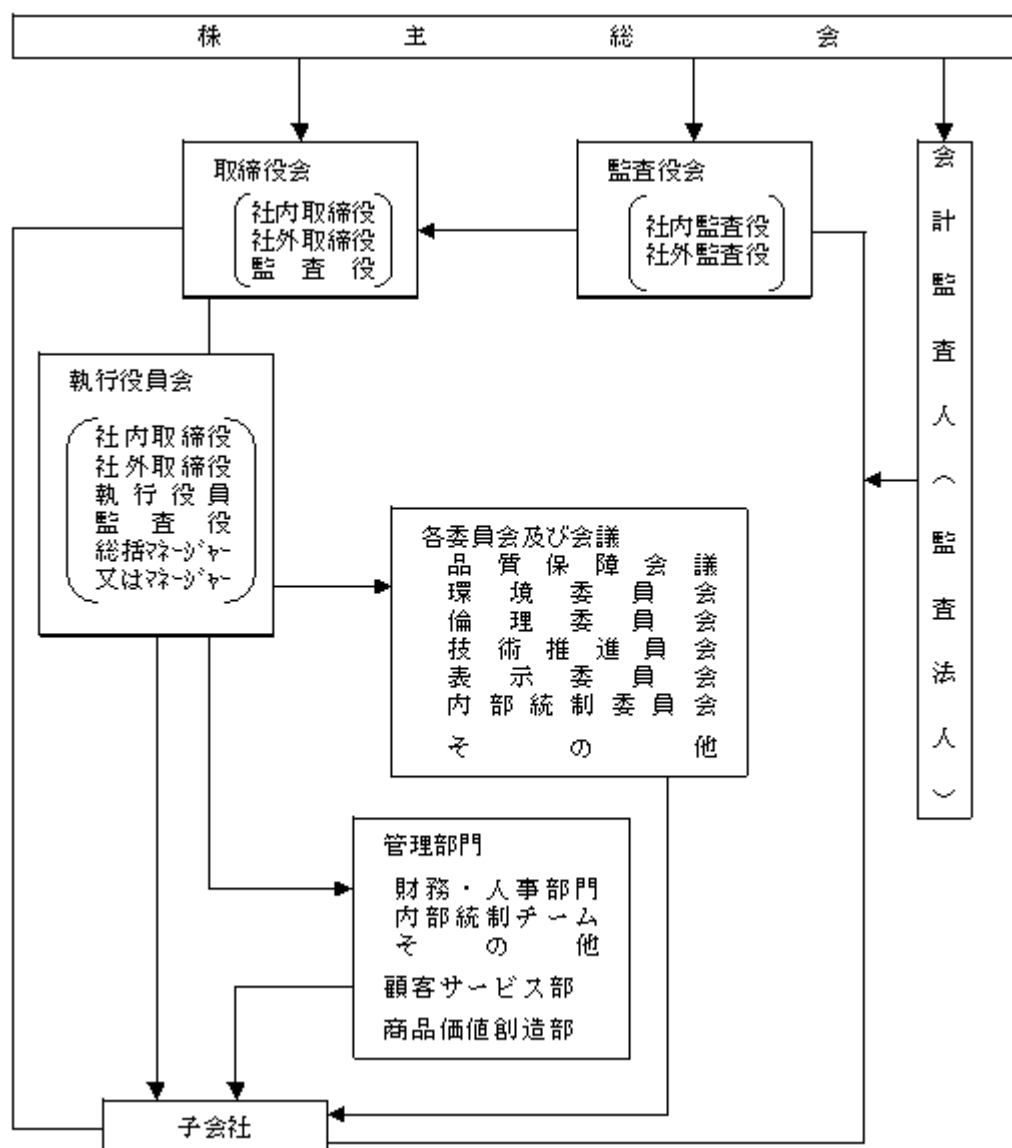 株主総会
取締役会
社内取締役
社外取締役
監査役
監査役会
社内監査役
社外監査役
会計監査人(監査法人)
執行役員会
社内取締役
社外取締役
執行役員
監査役
総括マネージャー
又はマネージャー
各委員会及び会議
品質保障会議
環境委員会
倫理委員会
技術推進員会
表示委員会
内部統制委員会
その他
管理部門
財務・人事部門
内部統制チーム
その他
顧客サービス部
商品価値創造部
子会社